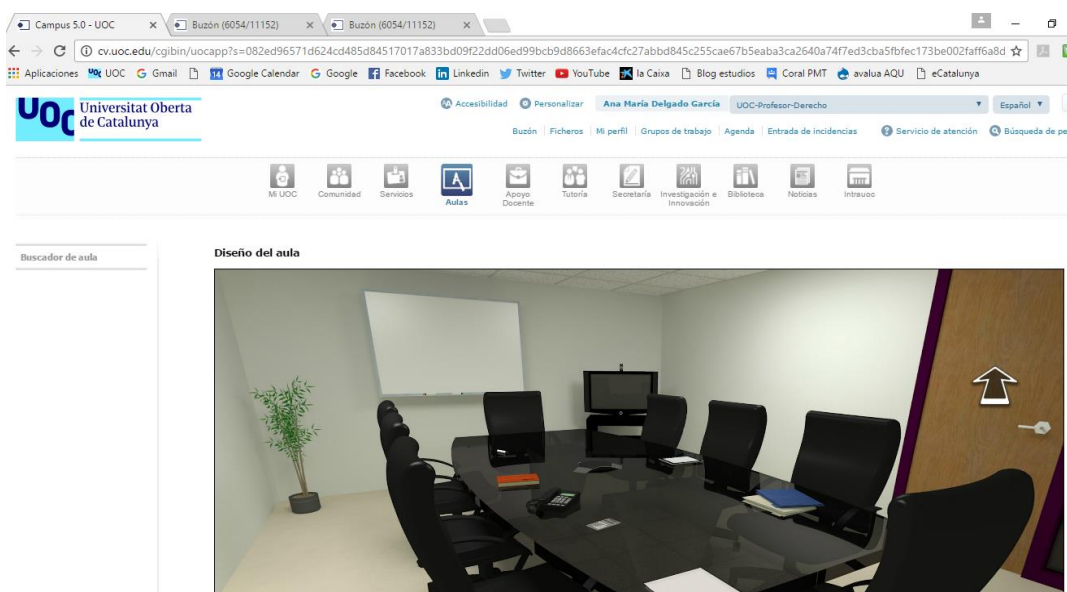 Campus 5.0 - UOC Buzón (6054/11152) Buzón (6054/11152)
cv.uoc.edu/cgibin/uocapp?s=082ed96571d624cd485d84517017a833bd09f22dd06ed99bcb9d8663efac4cfc27abbd845c255cae67b5eaba3ca2640a74f7ed3cba5fbfec173be002faff6a8d
Aplicaciones UOC Gmail Google Calendar Google Facebook Linkedin Twitter YouTube la Caixa Blog estudios Coral PMT avalua AQU eCatalunya
UOC Universitat Oberta
de Catalunya
Accesibilidad Personalizar Ana María Delgado García UOC-Profesor-Derecho Español
Buzón Ficheros Mi perfil Grupos de trabajo Agenda Entrada de incidencias Servicio de atención Búsqueda de pe
Mi UOC Comunidad Servicios Aulas Apoyo Docente Tutoría Secretaría Investigación e Innovación Biblioteca Noticias Intrauoc
Buscador de aula
Diseño del aula